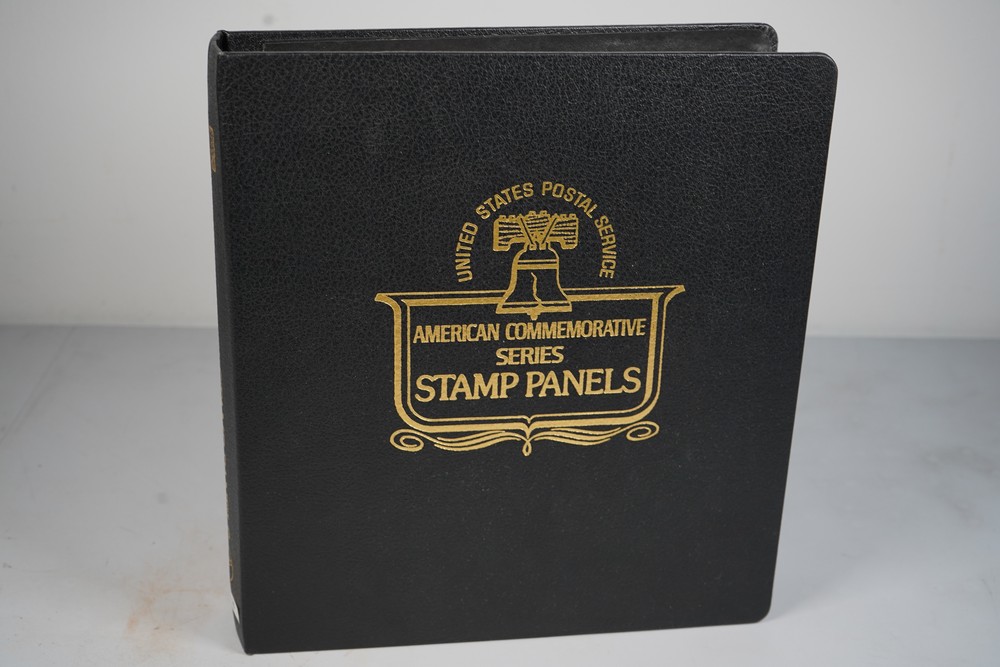 UNITED STATES POSTAL SERVICE
AMERICAN COMMEMORATIVE
SERIES
STAMP PANELS